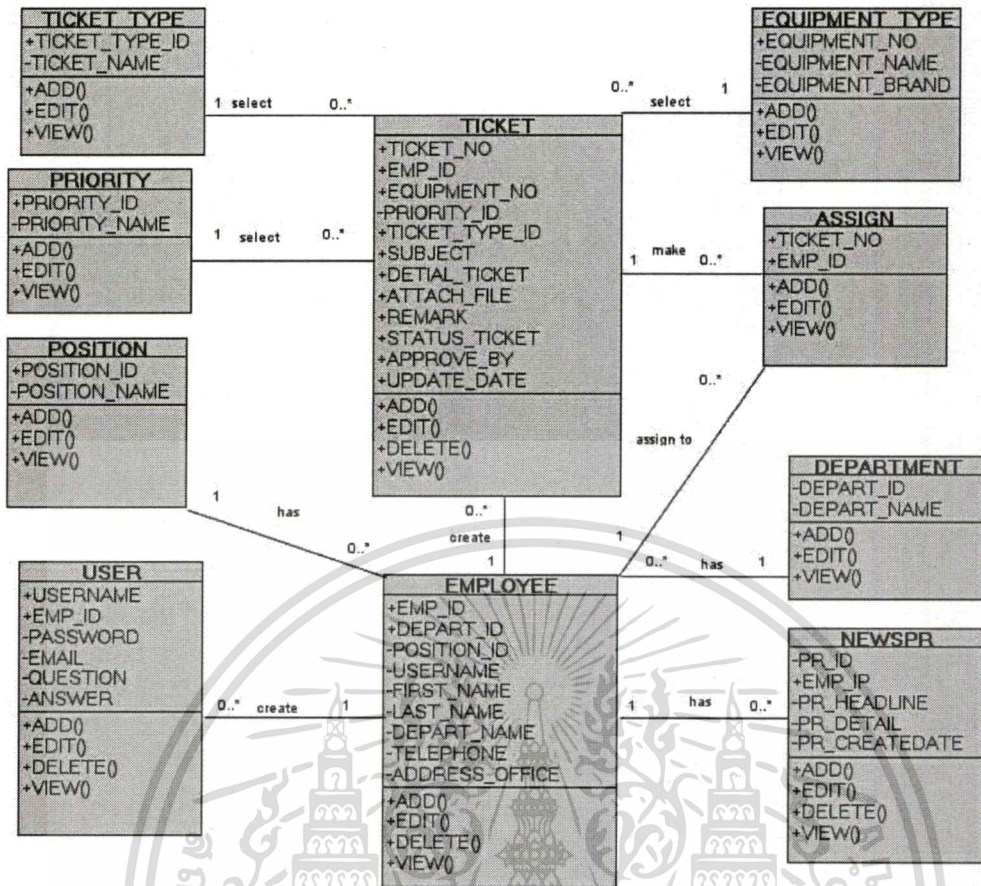 TICKET TYPE
+TICKET_TYPE_ID
-TICKET_NAME
+ADD()
+EDIT()
+VIEW()
1 select 0..*
EQUIPMENT TYPE
+EQUIPMENT_NO
-EQUIPMENT_NAME
-EQUIPMENT_BRAND
+ADD()
+EDIT()
+VIEW()
0..* select 1
TICKET
+TICKET_NO
+EMP_ID
+EQUIPMENT_NO
-PRIORITY_ID
+TICKET_TYPE_ID
+SUBJECT
+DETIAL_TICKET
+ATTACH_FILE
+REMARK
+STATUS_TICKET
+APPROVE_BY
+UPDATE_DATE
+ADD()
+EDIT()
+DELETE()
+VIEW()
PRIORITY
+PRIORITY_ID
-PRIORITY_NAME
+ADD()
+EDIT()
+VIEW()
1 select 0..*
ASSIGN
+TICKET_NO
+EMP_ID
+ADD()
+EDIT()
+VIEW()
1 make 0..*
0..*
assign to
1
POSITION
+POSITION_ID
-POSITION_NAME
+ADD()
+EDIT()
+VIEW()
1 has 0..*
0..*
create
1
DEPARTMENT
-DEPART_ID
-DEPART_NAME
+ADD()
+EDIT()
+VIEW()
0..* has 1
USER
+USERNAME
+EMP_ID
-PASSWORD
-EMAIL
-QUESTION
-ANSWER
+ADD()
+EDIT()
+DELETE()
+VIEW()
0..* create 1
EMPLOYEE
+EMP_ID
+DEPART_ID
-POSITION_ID
-USERNAME
-FIRST_NAME
-LAST_NAME
-DEPART_NAME
-TELEPHONE
-ADDRESS_OFFICE
+ADD()
+EDIT()
+DELETE()
+VIEW()
1 has 0..*
NEWSPR
-PR_ID
+EMP_IP
-PR_HEADLINE
-PR_DETAIL
-PR_CREATEDATE
+ADD()
+EDIT()
+DELETE()
+VIEW()